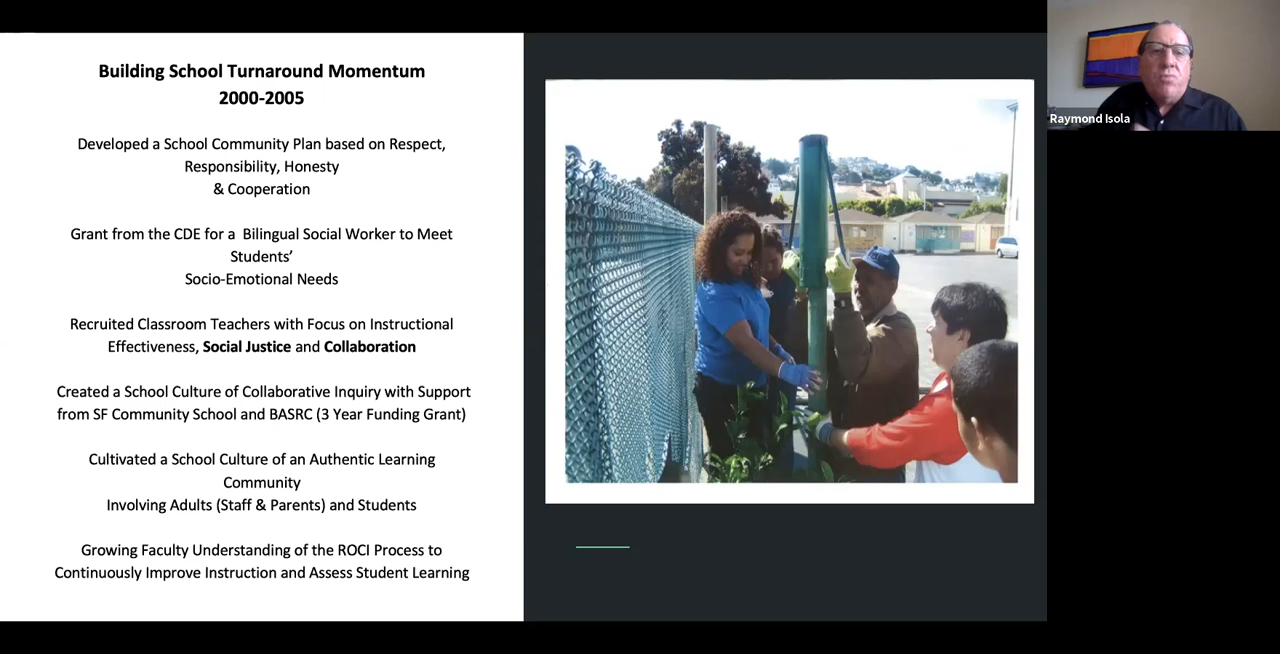 Building School Turnaround Momentum
2000-2005
Developed a School Community Plan based on Respect,
Responsibility, Honesty
& Cooperation
Grant from the CDE for a  Bilingual Social Worker to Meet
Students’
Socio-Emotional Needs
Recruited Classroom Teachers with Focus on Instructional
Effectiveness, Social Justice and Collaboration
Created a School Culture of Collaborative Inquiry with Support
from SF Community School and BASRC (3 Year Funding Grant)
Cultivated a School Culture of an Authentic Learning
Community
Involving Adults (Staff & Parents) and Students
Growing Faculty Understanding of the ROCI Process to
Continuously Improve Instruction and Assess Student Learning
Raymond Isola